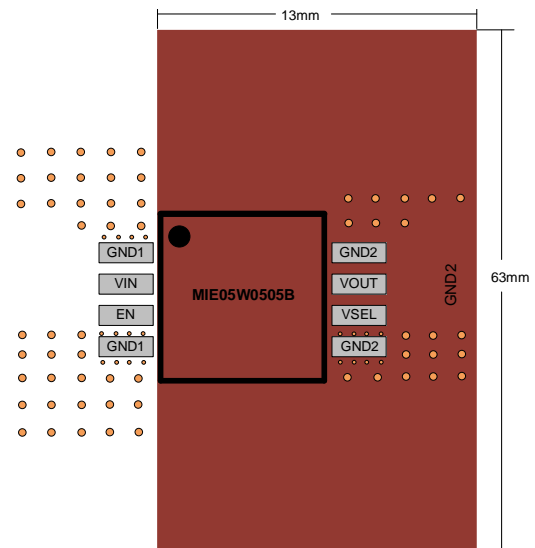 13mm
GND1
GND2
VIN
MIE05W0505B
VOUT
GND2
63mm
EN
VSEL
GND1
GND2